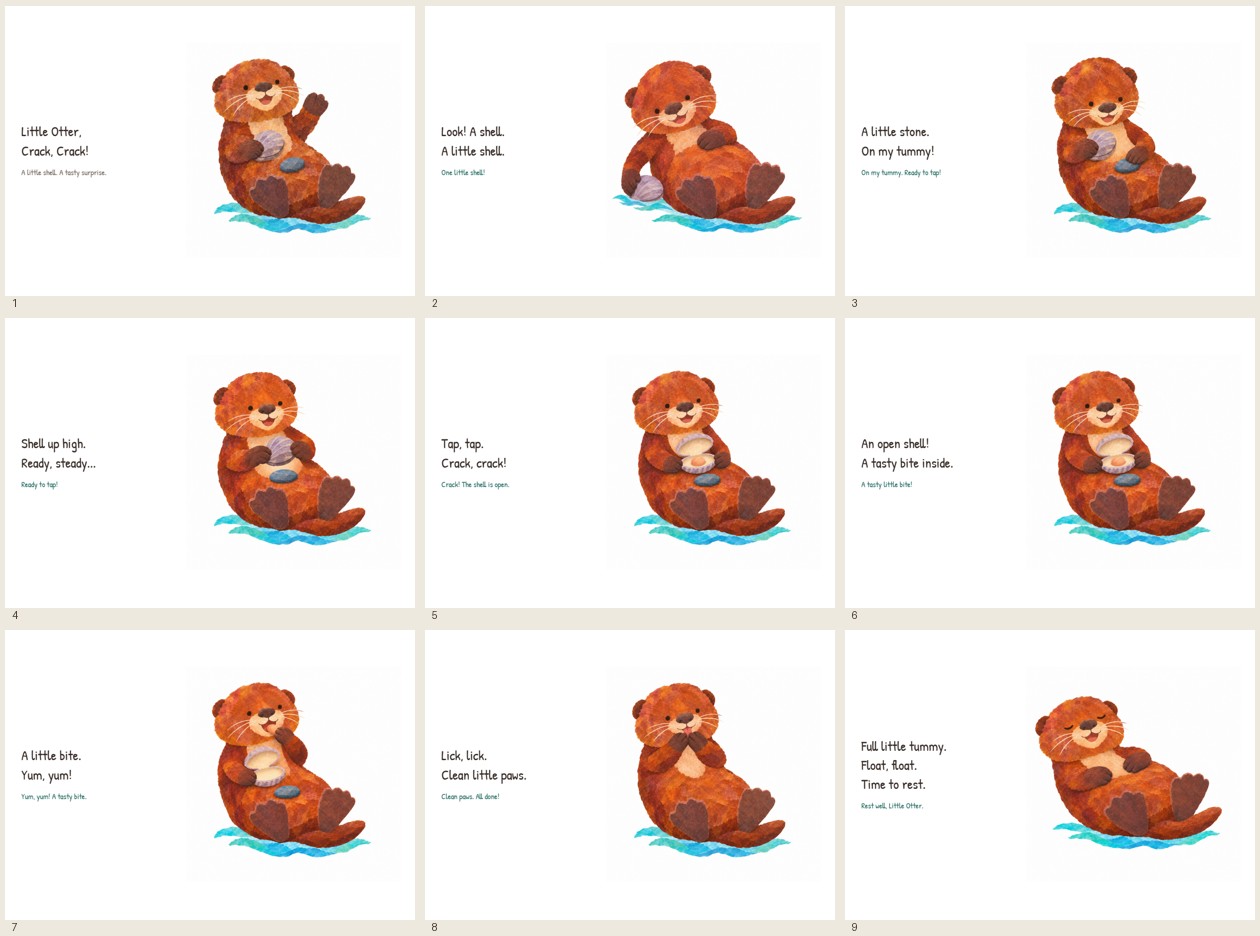 Little Otter,
Crack, Crack!
A little shell. A tasty surprise.
1
Look! A shell.
A little shell.
One little shell!
2
A little stone.
On my tummy!
On my tummy. Ready to tap!
3
Shell up high.
Ready, steady...
Ready to tap!
4
Tap, tap.
Crack, crack!
Crack! The shell is open.
5
An open shell!
A tasty bite inside.
A tasty little bite!
6
A little bite.
Yum, yum!
Yum, yum! A tasty bite.
7
Lick, lick.
Clean little paws.
Clean paws. All done!
8
Full little tummy.
Float, float.
Time to rest.
Rest well, Little Otter.
9